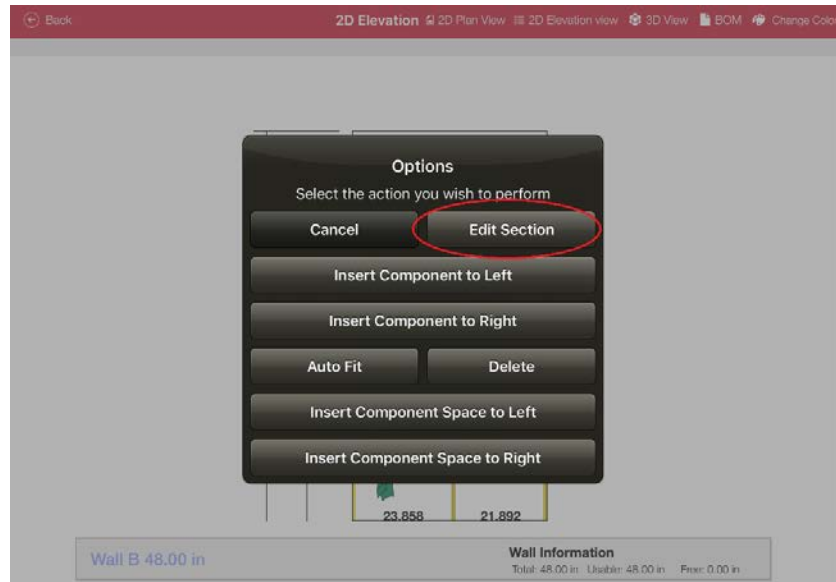 Back 2D Elevation 2D Plan View 2D Elevation view 3D View BOM Change Colo
Options
Select the action you wish to perform
Cancel Edit Section
Insert Component to Left
Insert Component to Right
Auto Fit Delete
Insert Component Space to Left
Insert Component Space to Right
23.858 21.892
Wall B 48.00 in Wall Information
Total: 48.00 in Usable: 48.00 in Free: 0.00 in